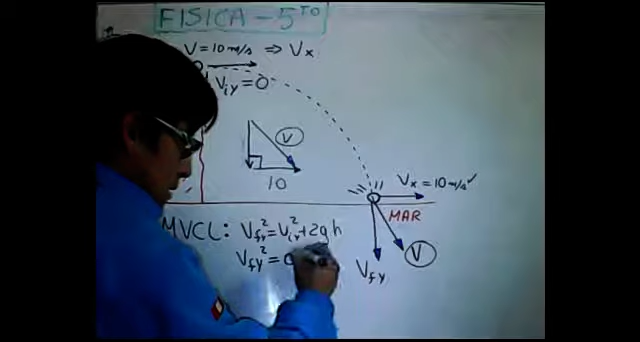 FISICA - 5TO
V = 10 m/s ⇒ Vx
Viy = 0
V
10
Vx = 10 m/s ✓
MAR
MVCL: Vfy² = Viy² + 2gh
Vfy² = 0
Vfy
V